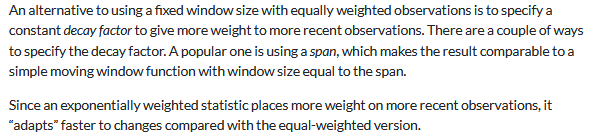 An alternative to using a fixed window size with equally weighted observations is to specify a
constant decay factor to give more weight to more recent observations. There are a couple of ways
to specify the decay factor. A popular one is using a span, which makes the result comparable to a
simple moving window function with window size equal to the span.
Since an exponentially weighted statistic places more weight on more recent observations, it
“adapts” faster to changes compared with the equal-weighted version.